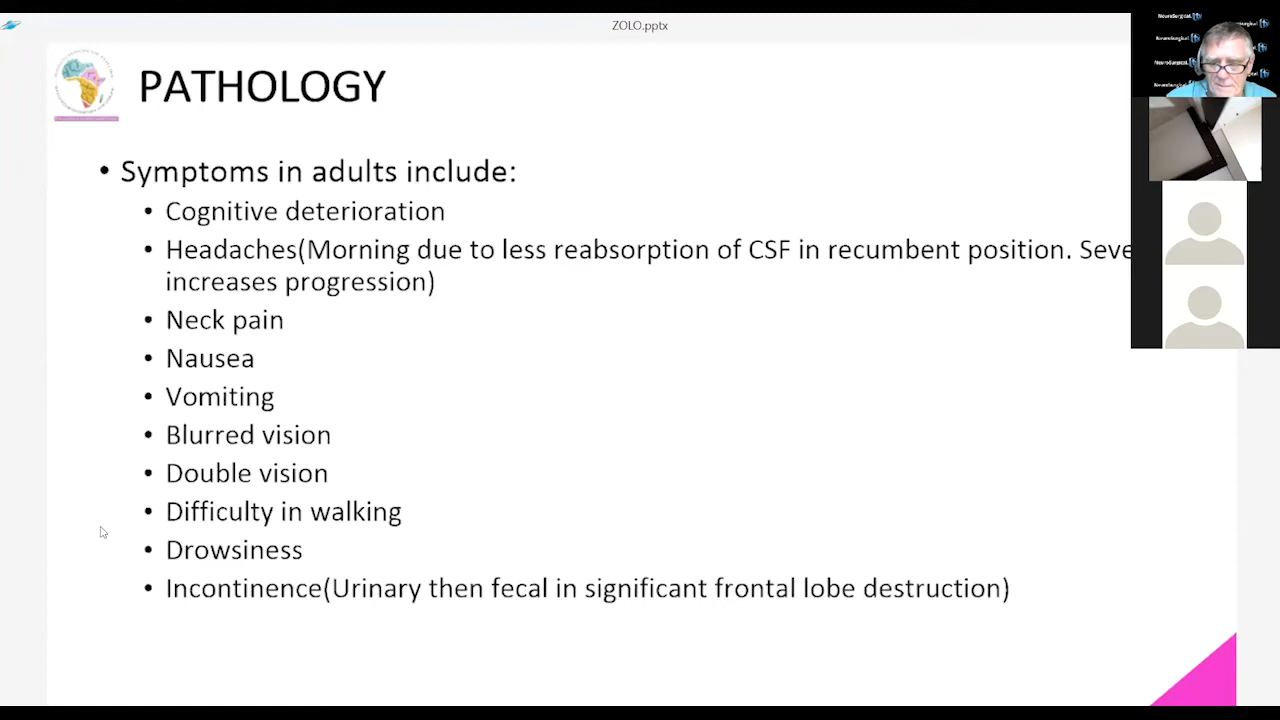 ZOLO.pptx
PATHOLOGY
• Symptoms in adults include:
• Cognitive deterioration
• Headaches(Morning due to less reabsorption of CSF in recumbent position. Seve
increases progression)
• Neck pain
• Nausea
• Vomiting
• Blurred vision
• Double vision
• Difficulty in walking
• Drowsiness
• Incontinence(Urinary then fecal in significant frontal lobe destruction)